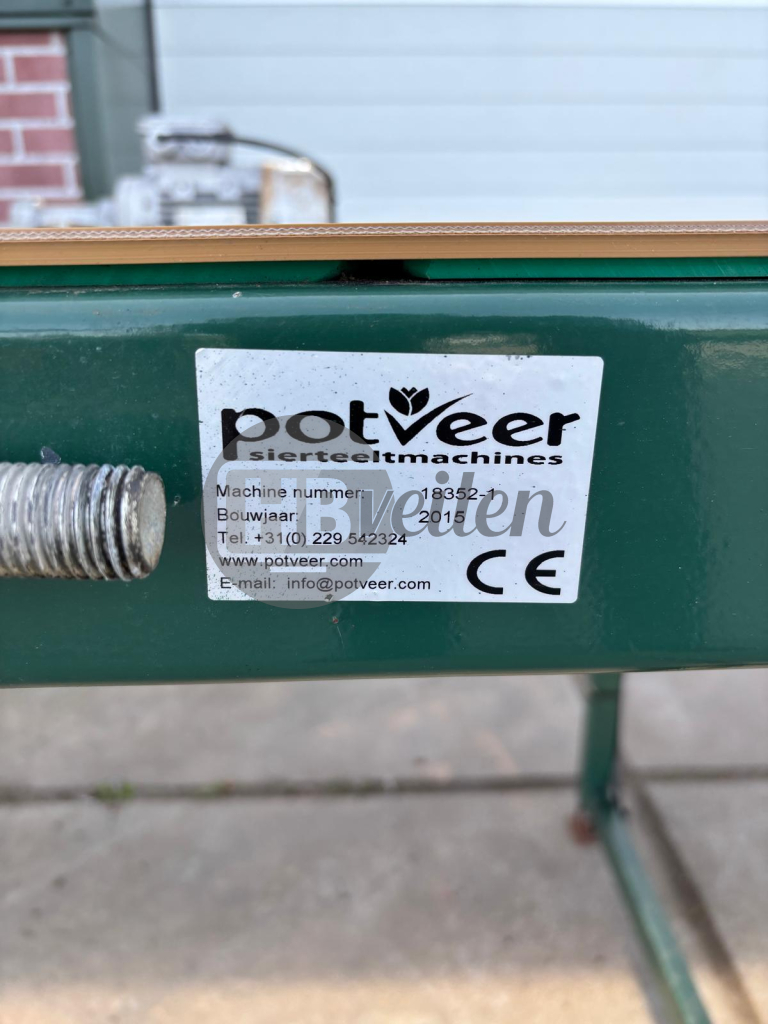 potveer
sierteeltmachines
Machine nummer: 18352-1
Bouwjaar: 2015
Tel. +31(0) 229 542324
www.potveer.com
E-mail: info@potveer.com
CE
HBveilen